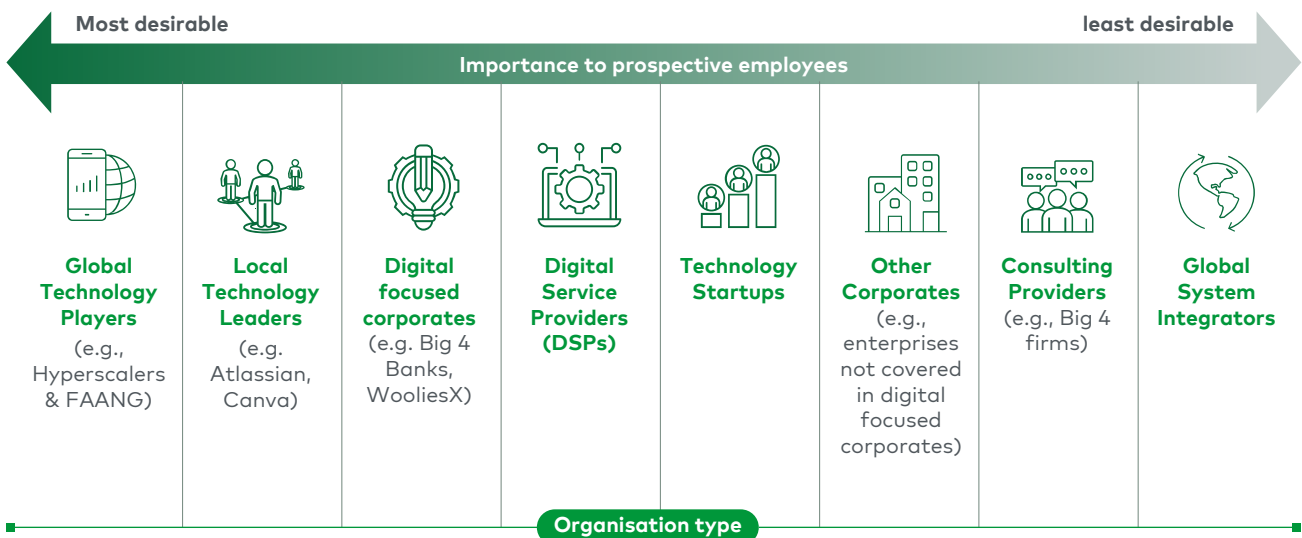 Most desirable
least desirable
Importance to prospective employees
Global
Technology
Players
(e.g.,
Hyperscalers
& FAANG)
Local
Technology
Leaders
(e.g.
Atlassian,
Canva)
Digital
focused
corporates
(e.g. Big 4
Banks,
WooliesX)
Digital
Service
Providers
(DSPs)
Technology
Startups
Other
Corporates
(e.g.,
enterprises
not covered
in digital
focused
corporates)
Consulting
Providers
(e.g., Big 4
firms)
Global
System
Integrators
Organisation type